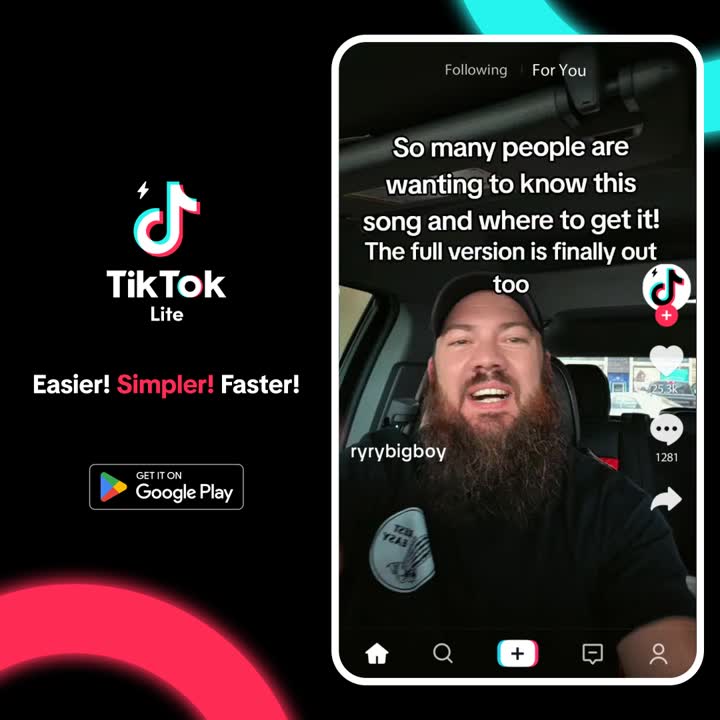 TikTok
Lite
Easier! Simpler! Faster!
GET IT ON
Google Play
Following
For You
So many people are
wanting to know this
song and where to get it!
The full version is finally out
too
25.3k
ryrybigboy
1281
REST
EASY